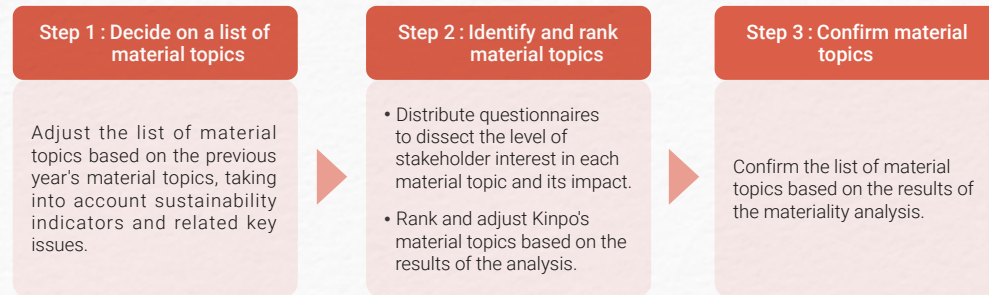 Step 1 : Decide on a list of
material topics
Adjust the list of material
topics based on the previous
year's material topics, taking
into account sustainability
indicators and related key
issues.
Step 2 : Identify and rank
material topics
• Distribute questionnaires
to dissect the level of
stakeholder interest in each
material topic and its impact.
• Rank and adjust Kinpo's
material topics based on the
results of the analysis.
Step 3 : Confirm material
topics
Confirm the list of material
topics based on the results of
the materiality analysis.